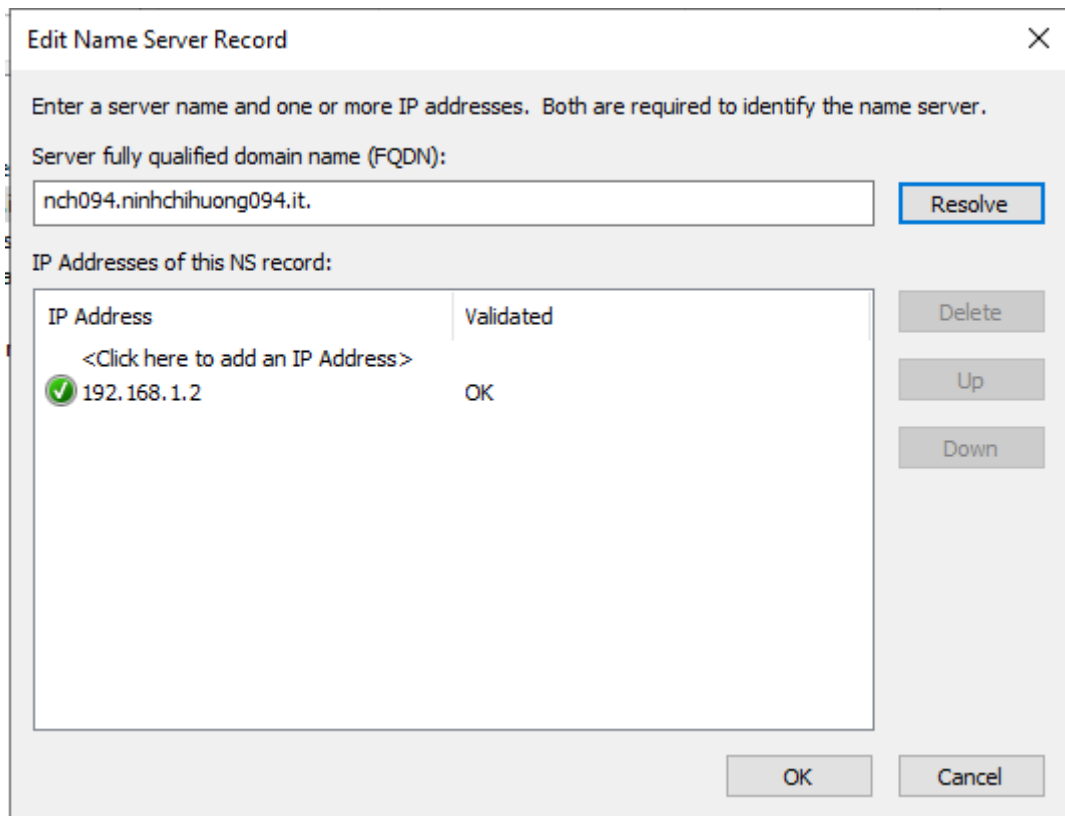 Edit Name Server Record
Enter a server name and one or more IP addresses.  Both are required to identify the name server.
Server fully qualified domain name (FQDN):
nch094.ninhchihuong094.it.
Resolve
IP Addresses of this NS record:
IP Address Validated
Delete
<Click here to add an IP Address>
192.168.1.2 OK
Up
Down
OK Cancel